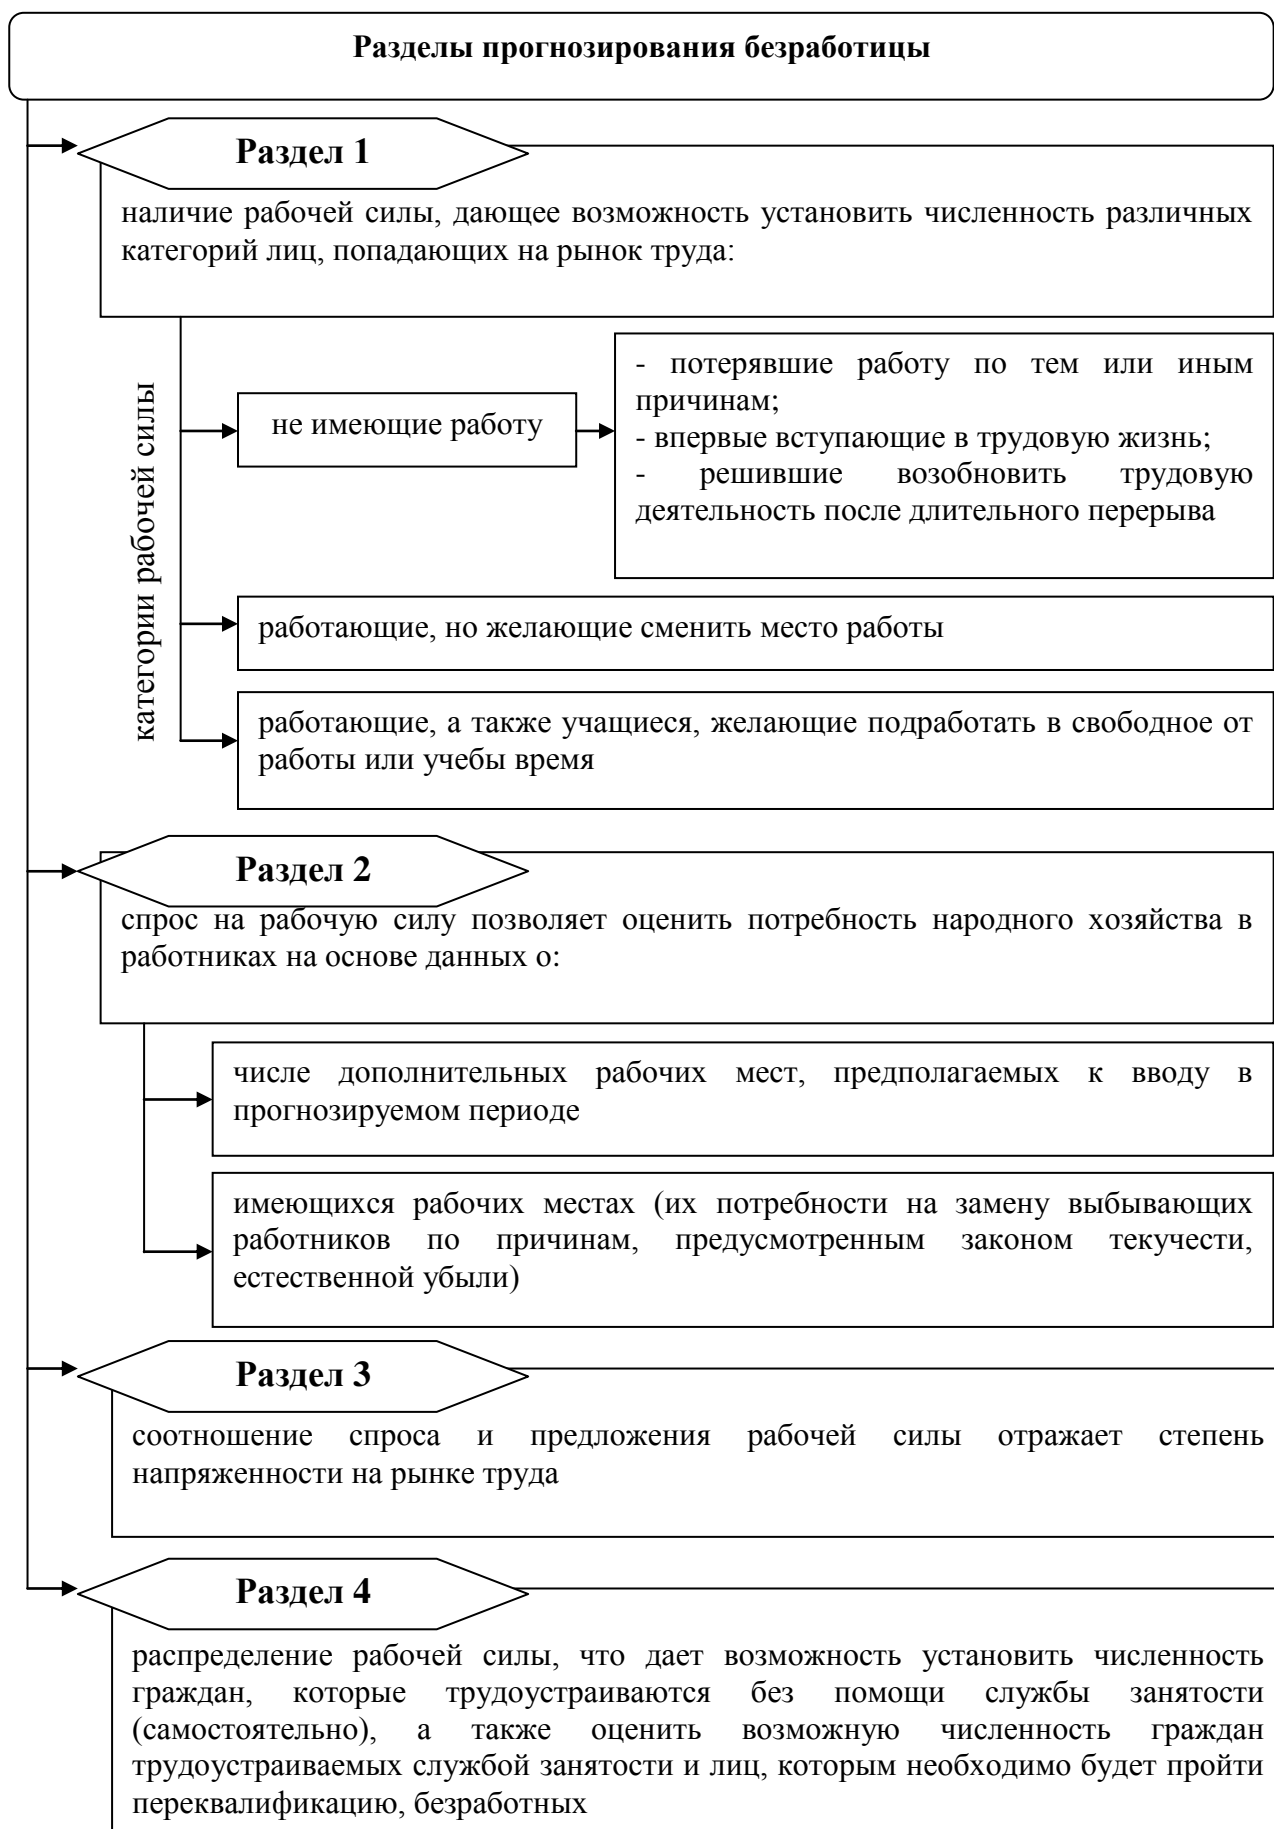 Разделы прогнозирования безработицы
Раздел 1
наличие рабочей силы, дающее возможность установить численность различных
категорий лиц, попадающих на рынок труда:
категории рабочей силы
не имеющие работу
- потерявшие работу по тем или иным
причинам;
- впервые вступающие в трудовую жизнь;
- решившие возобновить трудовую
деятельность после длительного перерыва
работающие, но желающие сменить место работы
работающие, а также учащиеся, желающие подработать в свободное от
работы или учебы время
Раздел 2
спрос на рабочую силу позволяет оценить потребность народного хозяйства в
работниках на основе данных о:
числе дополнительных рабочих мест, предполагаемых к вводу в
прогнозируемом периоде
имеющихся рабочих местах (их потребности на замену выбывающих
работников по причинам, предусмотренным законом текучести,
естественной убыли)
Раздел 3
соотношение спроса и предложения рабочей силы отражает степень
напряженности на рынке труда
Раздел 4
распределение рабочей силы, что дает возможность установить численность
граждан, которые трудоустраиваются без помощи службы занятости
(самостоятельно), а также оценить возможную численность граждан
трудоустраиваемых службой занятости и лиц, которым необходимо будет пройти
переквалификацию, безработных